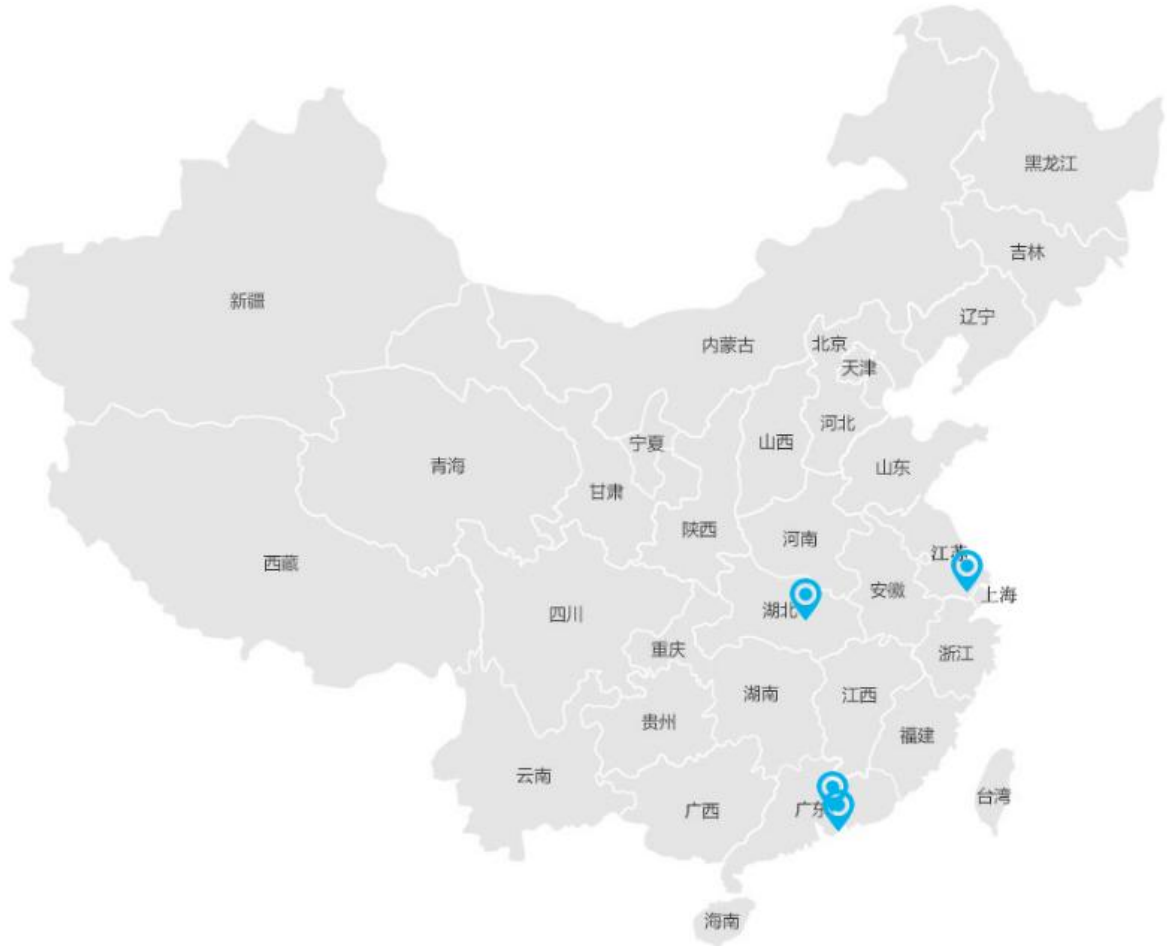 黑龙江
吉林
新疆
辽宁
北京
内蒙古
天津
河北
宁夏
山西
青海
山东
甘肃
陕西
河南
江苏
西藏
安徽
上海
湖北
四川
重庆
浙江
湖南
江西
贵州
福建
云南
台湾
广东
广西
海南